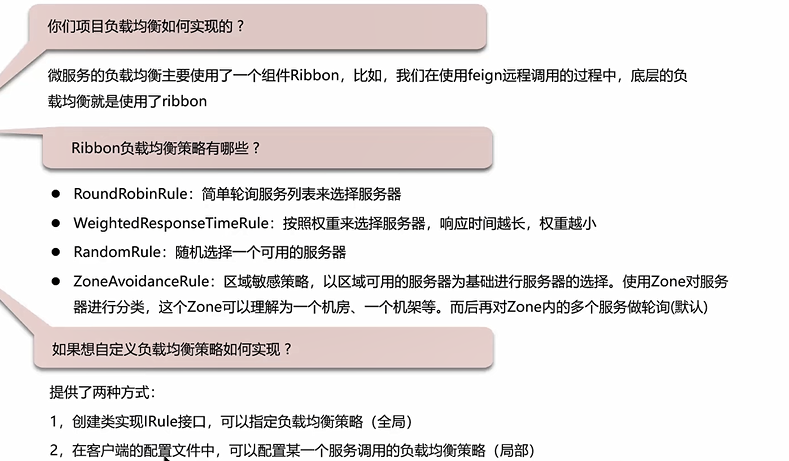 你们项目负载均衡如何实现的？
微服务的负载均衡主要使用了一个组件Ribbon，比如，我们在使用feign远程调用的过程中，底层的负
载均衡就是使用了ribbon
Ribbon负载均衡策略有哪些？
● RoundRobinRule：简单轮询服务列表来选择服务器
● WeightedResponseTimeRule：按照权重来选择服务器，响应时间越长，权重越小
● RandomRule：随机选择一个可用的服务器
● ZoneAvoidanceRule：区域敏感策略，以区域可用的服务器为基础进行服务器的选择。使用Zone对服务
器进行分类，这个Zone可以理解为一个机房、一个机架等。而后再对Zone内的多个服务做轮询(默认)
如果想自定义负载均衡策略如何实现？
提供了两种方式：
1，创建类实现IRule接口，可以指定负载均衡策略（全局）
2，在客户端的配置文件中，可以配置某一个服务调用的负载均衡策略（局部）